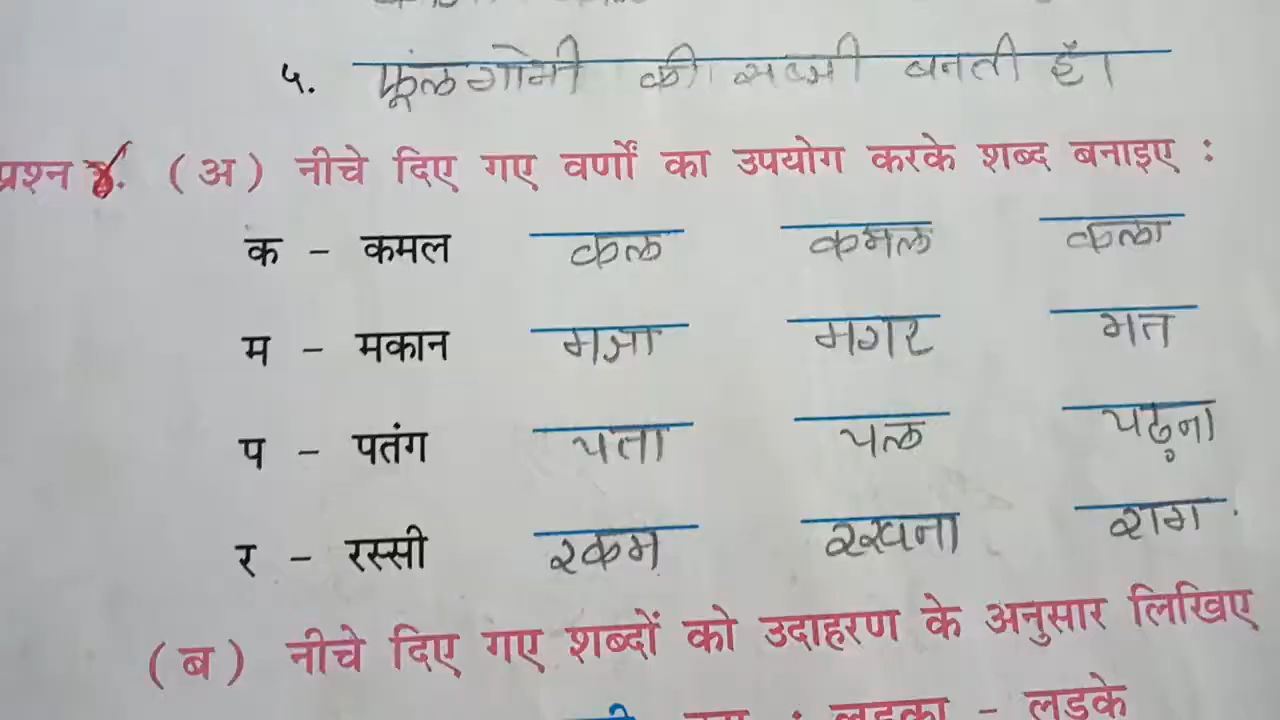 ५. फूलगोभी की सब्जी बनती है।
प्रश्न ४. (अ) नीचे दिए गए वर्णों का उपयोग करके शब्द बनाइए :
क - कमल कल कमल कला
म - मकान मजा मगर मत
प - पतंग पता पल पढ़ना
र - रस्सी रकम रखना राग
(ब) नीचे दिए गए शब्दों को उदाहरण के अनुसार लिखिए
: लड़का - लड़के